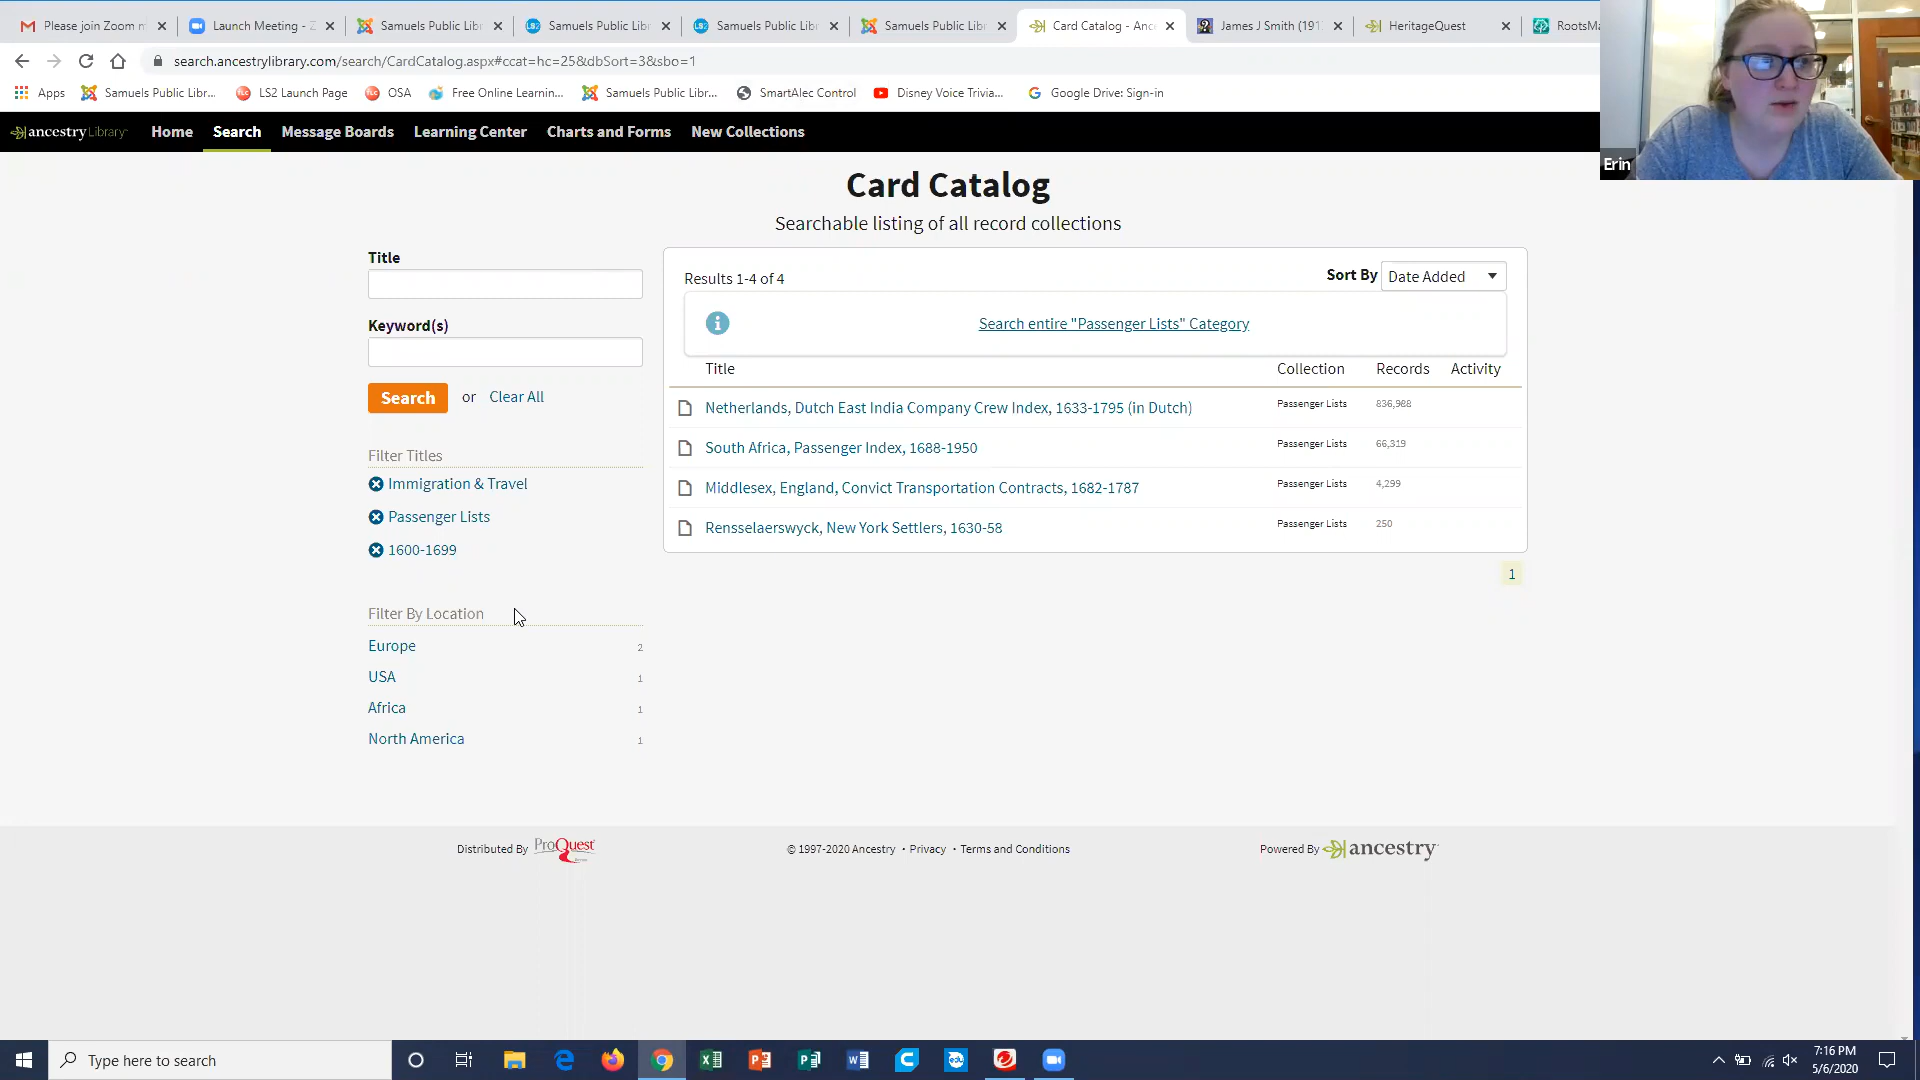 Please join Zoom m
Launch Meeting - Z
Samuels Public Libr
Samuels Public Libr
Samuels Public Libr
Samuels Public Libr
Card Catalog - Ance
James J Smith (191
HeritageQuest
RootsMa
search.ancestrylibrary.com/search/CardCatalog.aspx#ccat=hc=25&dbSort=3&sbo=1
Apps
Samuels Public Libr...
LS2 Launch Page
OSA
Free Online Learnin...
Samuels Public Libr...
SmartAlec Control
Disney Voice Trivia...
Google Drive: Sign-in
ancestryLibrary Home Search Message Boards Learning Center Charts and Forms New Collections
Erin
Card Catalog
Searchable listing of all record collections
Title
Keyword(s)
Search or Clear All
Filter Titles
Immigration & Travel
Passenger Lists
1600-1699
Filter By Location
Europe 2
USA 1
Africa 1
North America 1
Results 1-4 of 4
Sort By Date Added
Search entire "Passenger Lists" Category
Title Collection Records Activity
Netherlands, Dutch East India Company Crew Index, 1633-1795 (in Dutch) Passenger Lists 836,988
South Africa, Passenger Index, 1688-1950 Passenger Lists 66,319
Middlesex, England, Convict Transportation Contracts, 1682-1787 Passenger Lists 4,299
Rensselaerswyck, New York Settlers, 1630-58 Passenger Lists 250
1
Distributed By ProQuest
© 1997-2020 Ancestry • Privacy • Terms and Conditions
Powered By ancestry
Type here to search
7:16 PM
5/6/2020